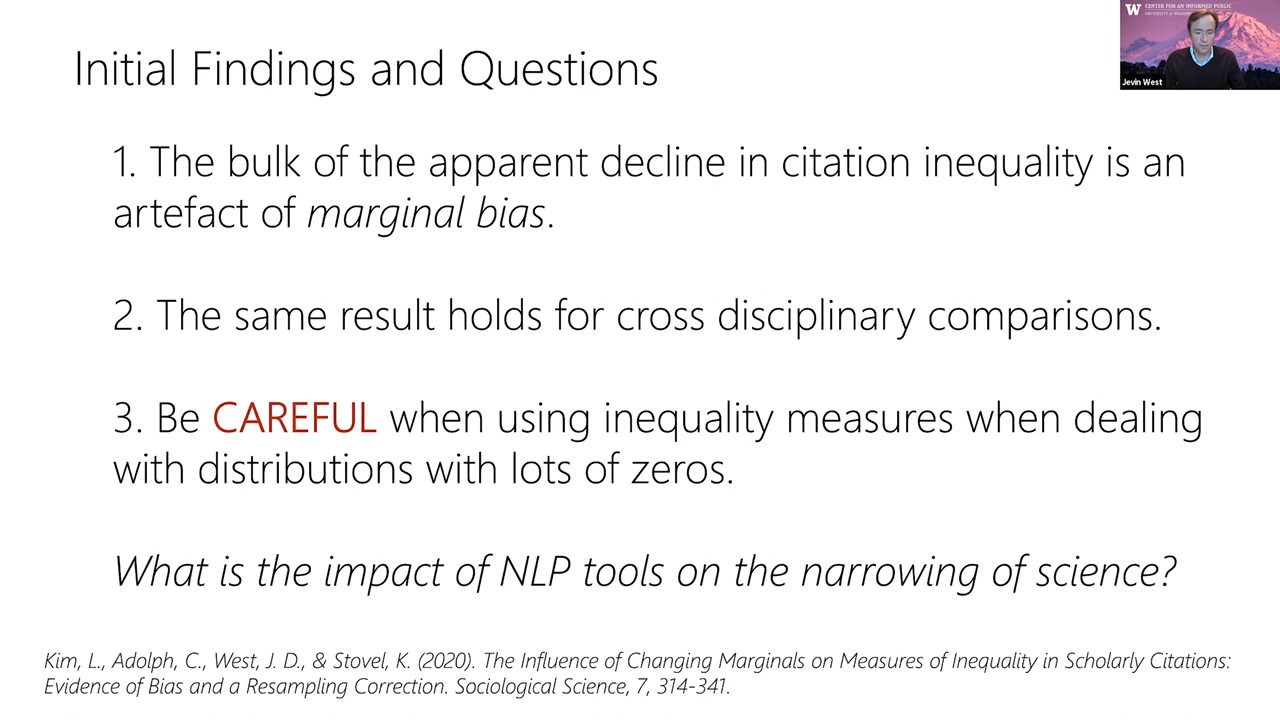 W CENTER FOR AN INFORMED PUBLIC
Jevin West
Initial Findings and Questions
1. The bulk of the apparent decline in citation inequality is an
artefact of marginal bias.
2. The same result holds for cross disciplinary comparisons.
3. Be CAREFUL when using inequality measures when dealing
with distributions with lots of zeros.
What is the impact of NLP tools on the narrowing of science?
Kim, L., Adolph, C., West, J. D., & Stovel, K. (2020). The Influence of Changing Marginals on Measures of Inequality in Scholarly Citations:
Evidence of Bias and a Resampling Correction. Sociological Science, 7, 314-341.